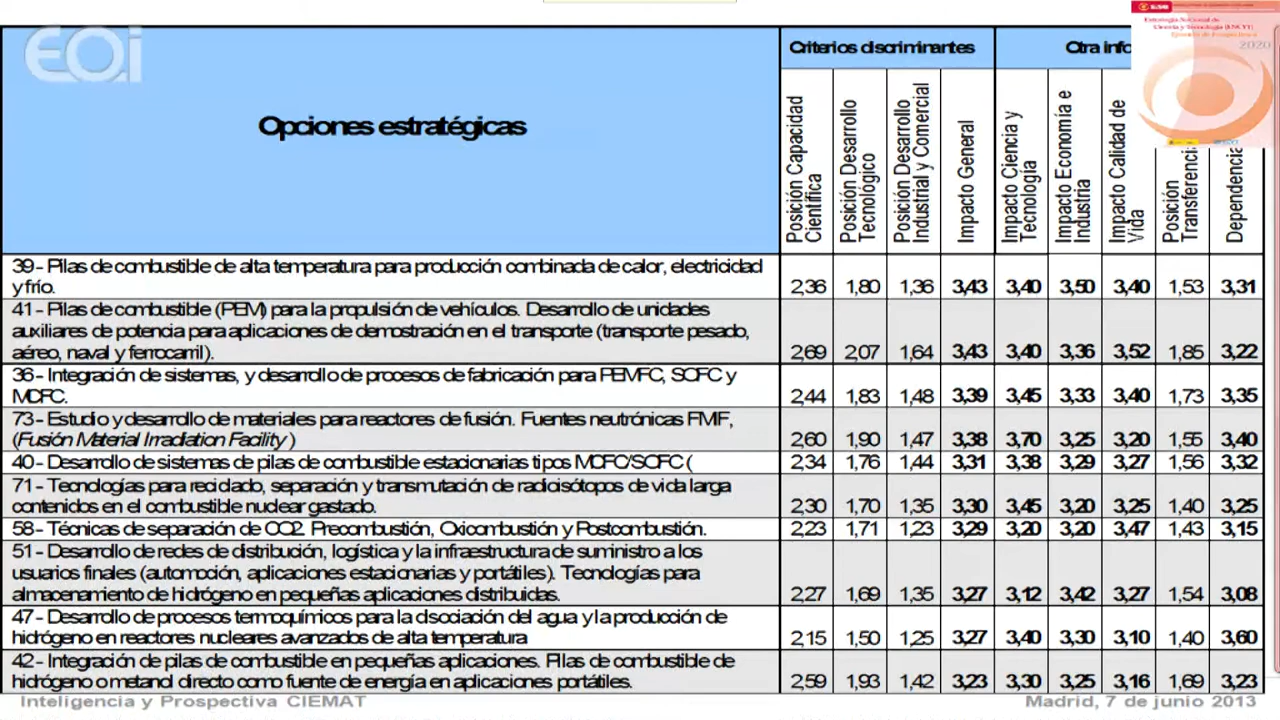 EOi
Estrategia Nacional de
Ciencia y Tecnología (ENCYT)
Ejercicio de Prospectiva
2020
Criterios discriminantes
Otra info
Opciones estratégicas
Posición Capacidad
Científica
Posición Desarrollo
Tecnológico
Posición Desarrollo
Industrial y Comercial
Impacto General
Impacto Ciencia y
Tecnología
Impacto Economía e
Industria
Impacto Calidad de
Vida
Posición
Transferencia
Dependencia
39 - Pilas de combustible de alta temperatura para producción combinada de calor, electricidad
y frío. 2,36 1,80 1,36 3,43 3,40 3,50 3,40 1,53 3,31
41 - Pilas de combustible (PEM) para la propulsión de vehículos. Desarrollo de unidades
auxiliares de potencia para aplicaciones de demostración en el transporte (transporte pesado,
aéreo, naval y ferrocarril). 2,69 2,07 1,64 3,43 3,40 3,36 3,52 1,85 3,22
36 - Integración de sistemas, y desarrollo de procesos de fabricación para PEMFC, SOFC y
MCFC. 2,44 1,83 1,48 3,39 3,45 3,33 3,40 1,73 3,35
73 - Estudio y desarrollo de materiales para reactores de fusión. Fuentes neutrónicas FMIF,
(Fusión Material Irradiation Facility) 2,60 1,90 1,47 3,38 3,70 3,25 3,20 1,55 3,40
40 - Desarrollo de sistemas de pilas de combustible estacionarias tipos MCFC/SOFC ( 2,34 1,76 1,44 3,31 3,38 3,29 3,27 1,56 3,32
71 - Tecnologías para reciclado, separación y transmutación de radioisótopos de vida larga
contenidos en el combustible nuclear gastado. 2,30 1,70 1,35 3,30 3,45 3,20 3,25 1,40 3,25
58 - Técnicas de separación de CO2. Precombustión, Oxicombustión y Postcombustión. 2,23 1,71 1,23 3,29 3,20 3,20 3,47 1,43 3,15
51 - Desarrollo de redes de distribución, logística y la infraestructura de suministro a los
usuarios finales (automoción, aplicaciones estacionarias y portátiles). Tecnologías para
almacenamiento de hidrógeno en pequeñas aplicaciones distribuidas. 2,27 1,69 1,35 3,27 3,12 3,42 3,27 1,54 3,08
47 - Desarrollo de procesos termoquímicos para la disociación del agua y la producción de
hidrógeno en reactores nucleares avanzados de alta temperatura 2,15 1,50 1,25 3,27 3,40 3,30 3,10 1,40 3,60
42 - Integración de pilas de combustible en pequeñas aplicaciones. Pilas de combustible de
hidrógeno o metanol directo como fuente de energía en aplicaciones portátiles. 2,59 1,93 1,42 3,23 3,30 3,25 3,16 1,69 3,23
Inteligencia y Prospectiva CIEMAT
Madrid, 7 de junio 2013